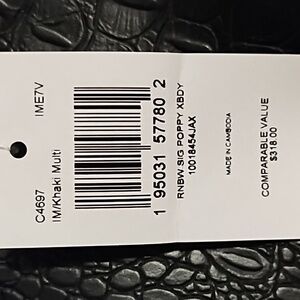 IME7V
C4697
IM/Khaki Multi
1 95031 57780 2
RNBW SIG POPPY XBDY
10018454JAX
MADE IN CAMBODIA
COMPARABLE VALUE
$318.00